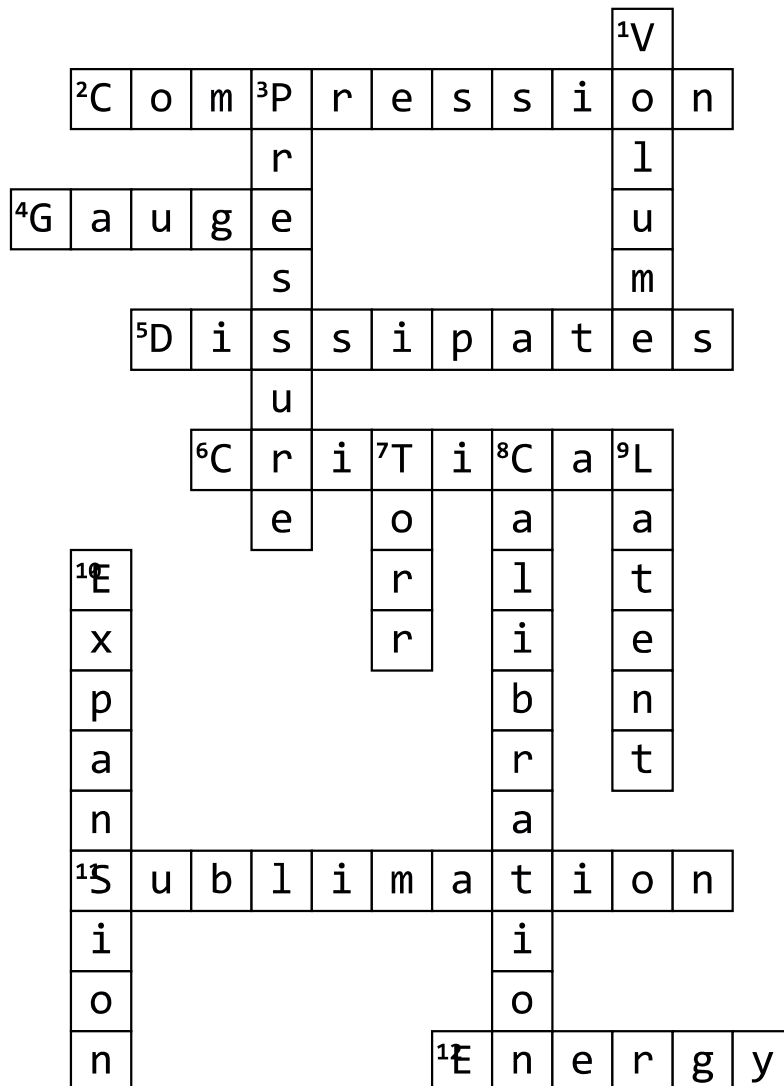 1V
2C o m 3P r e s s i o n
r l
4G a u g e u
s m
5D i s s i p a t e s
u
6C r i 7T i 8C a 9L
e o a a
10E r l t
x r i e
p b n
a r t
n a
11S u b l i m a t i o n
i i
o o
n 12E n e r g y